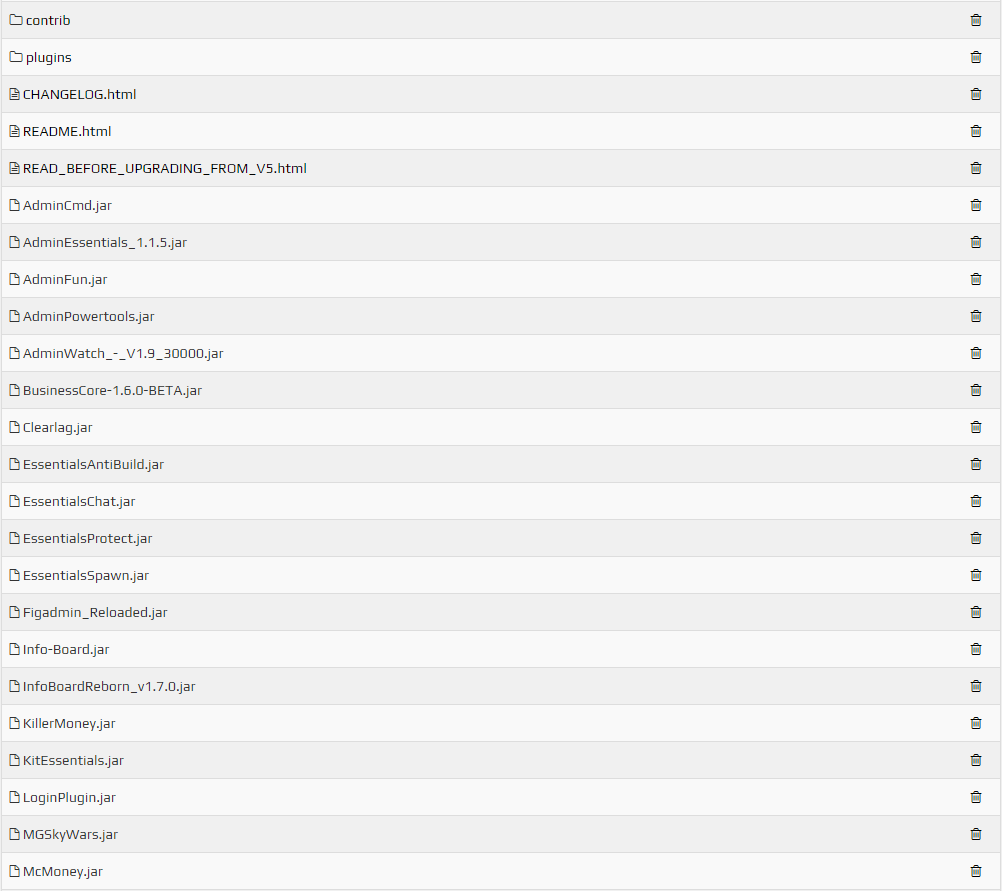 contrib
plugins
CHANGELOG.html
README.html
READ_BEFORE_UPGRADING_FROM_V5.html
AdminCmd.jar
AdminEssentials_1.1.5.jar
AdminFun.jar
AdminPowertools.jar
AdminWatch_-_V1.9_30000.jar
BusinessCore-1.6.0-BETA.jar
Clearlag.jar
EssentialsAntiBuild.jar
EssentialsChat.jar
EssentialsProtect.jar
EssentialsSpawn.jar
Figadmin_Reloaded.jar
Info-Board.jar
InfoBoardReborn_v1.7.0.jar
KillerMoney.jar
KitEssentials.jar
LoginPlugin.jar
MGSkyWars.jar
McMoney.jar